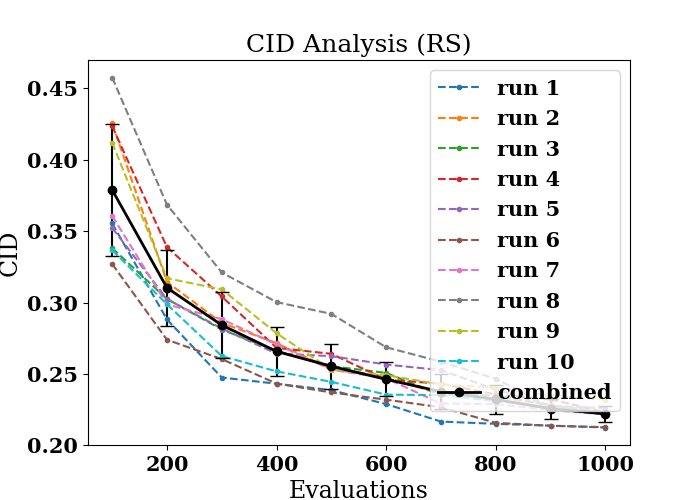 CID Analysis (RS)
CID
0.45
0.40
0.35
0.30
0.25
0.20
200
400
600
800
1000
Evaluations
run 1
run 2
run 3
run 4
run 5
run 6
run 7
run 8
run 9
run 10
combined